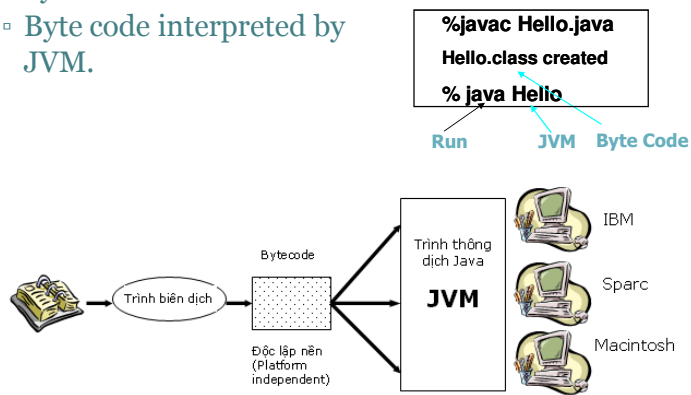 ▫ Byte code interpreted by
JVM.
%javac Hello.java
Hello.class created
% java Hello
Run
JVM
Byte Code
Bytecode
Trình biên dịch
Độc lập nền
(Platform
independent)
Trình thông
dịch Java
JVM
IBM
Sparc
Macintosh